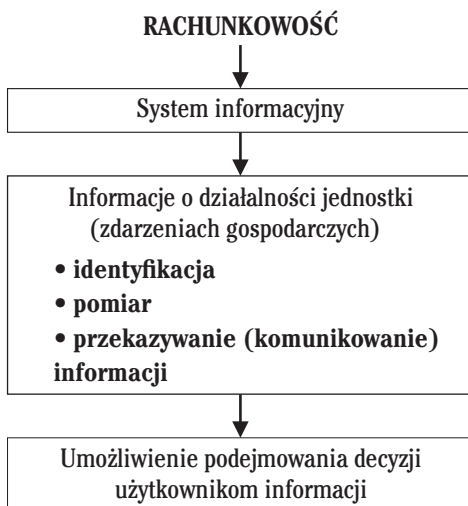 RACHUNKOWOŚĆ
System informacyjny
Informacje o działalności jednostki
(zdarzeniach gospodarczych)
• identyfikacja
• pomiar
• przekazywanie (komunikowanie)
informacji
Umożliwienie podejmowania decyzji
użytkownikom informacji